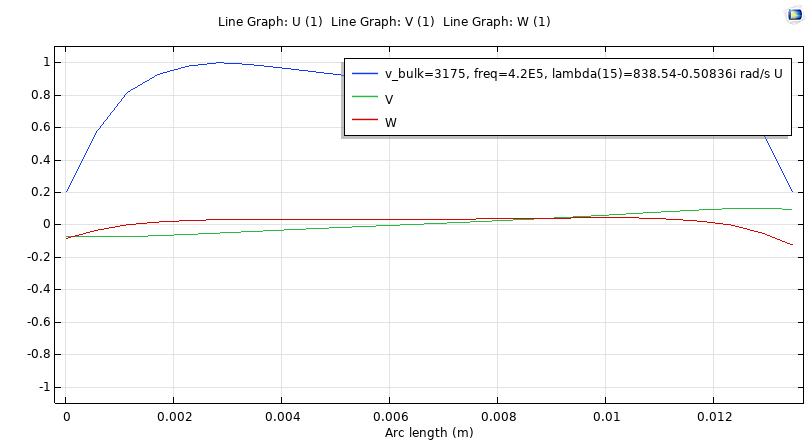 Line Graph: U (1) Line Graph: V (1) Line Graph: W (1)
v_bulk=3175, freq=4.2E5, lambda(15)=838.54-0.50836i rad/s U
V
W
1
0.8
0.6
0.4
0.2
0
-0.2
-0.4
-0.6
-0.8
-1
0 0.002 0.004 0.006 0.008 0.01 0.012
Arc length (m)